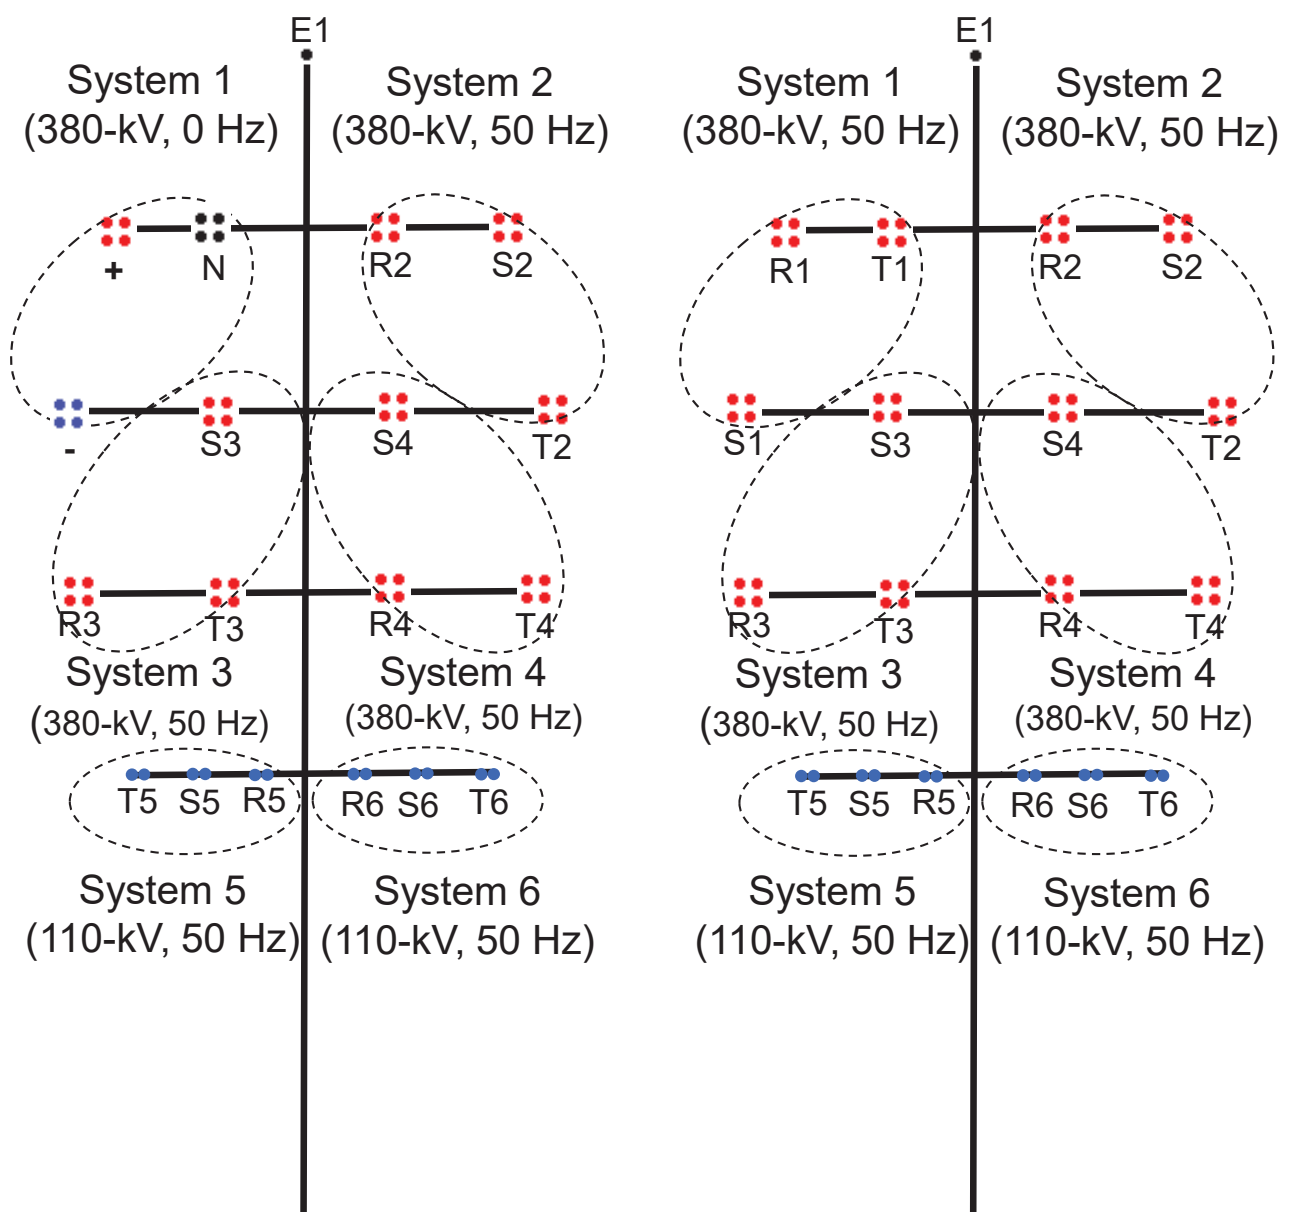 E1
System 1
(380-kV, 0 Hz)
System 2
(380-kV, 50 Hz)
+
N
R2
S2
-
S3
S4
T2
R3
T3
R4
T4
System 3
(380-kV, 50 Hz)
System 4
(380-kV, 50 Hz)
T5
S5
R5
R6
S6
T6
System 5
(110-kV, 50 Hz)
System 6
(110-kV, 50 Hz)
E1
System 1
(380-kV, 50 Hz)
System 2
(380-kV, 50 Hz)
R1
T1
R2
S2
S1
S3
S4
T2
R3
T3
R4
T4
System 3
(380-kV, 50 Hz)
System 4
(380-kV, 50 Hz)
T5
S5
R5
R6
S6
T6
System 5
(110-kV, 50 Hz)
System 6
(110-kV, 50 Hz)